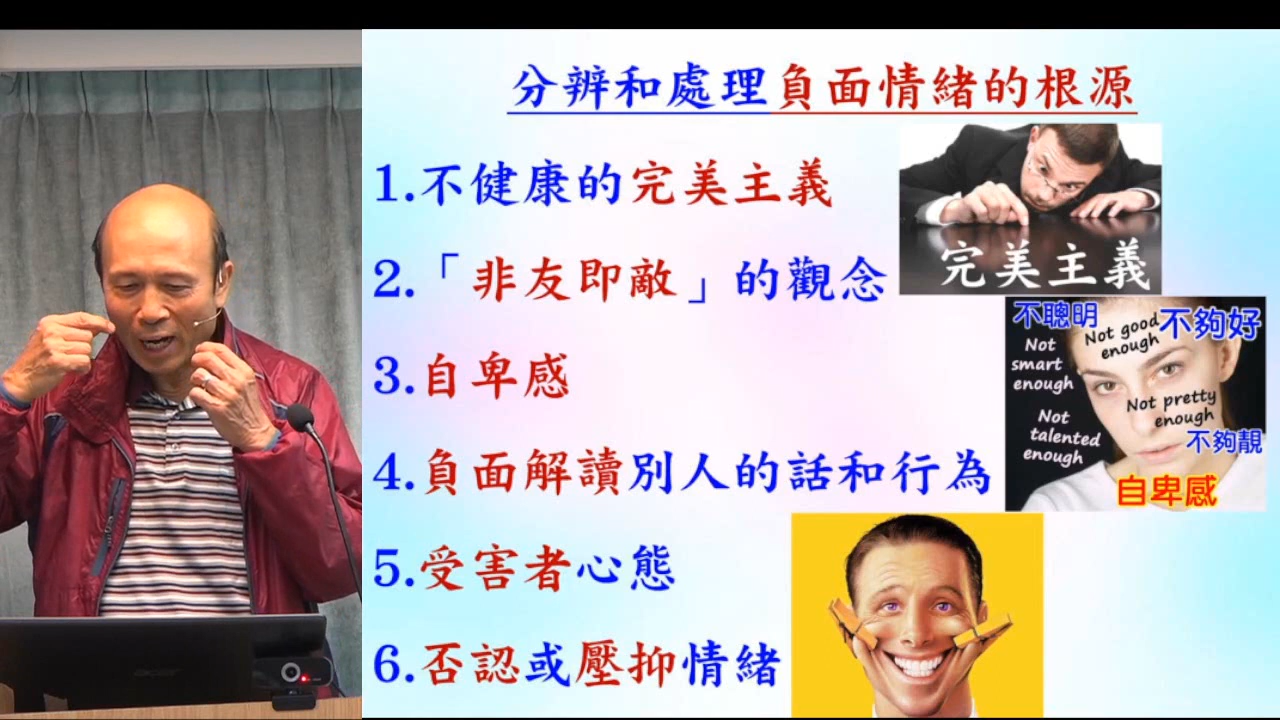 分辨和處理負面情緒的根源
1.不健康的完美主義
2.「非友即敵」的觀念
3.自卑感
4.負面解讀別人的話和行為
5.受害者心態
6.否認或壓抑情緒
完美主義
不聰明
Not good enough
不夠好
Not smart enough
Not pretty enough
Not talented enough
不夠靚
自卑感
acer